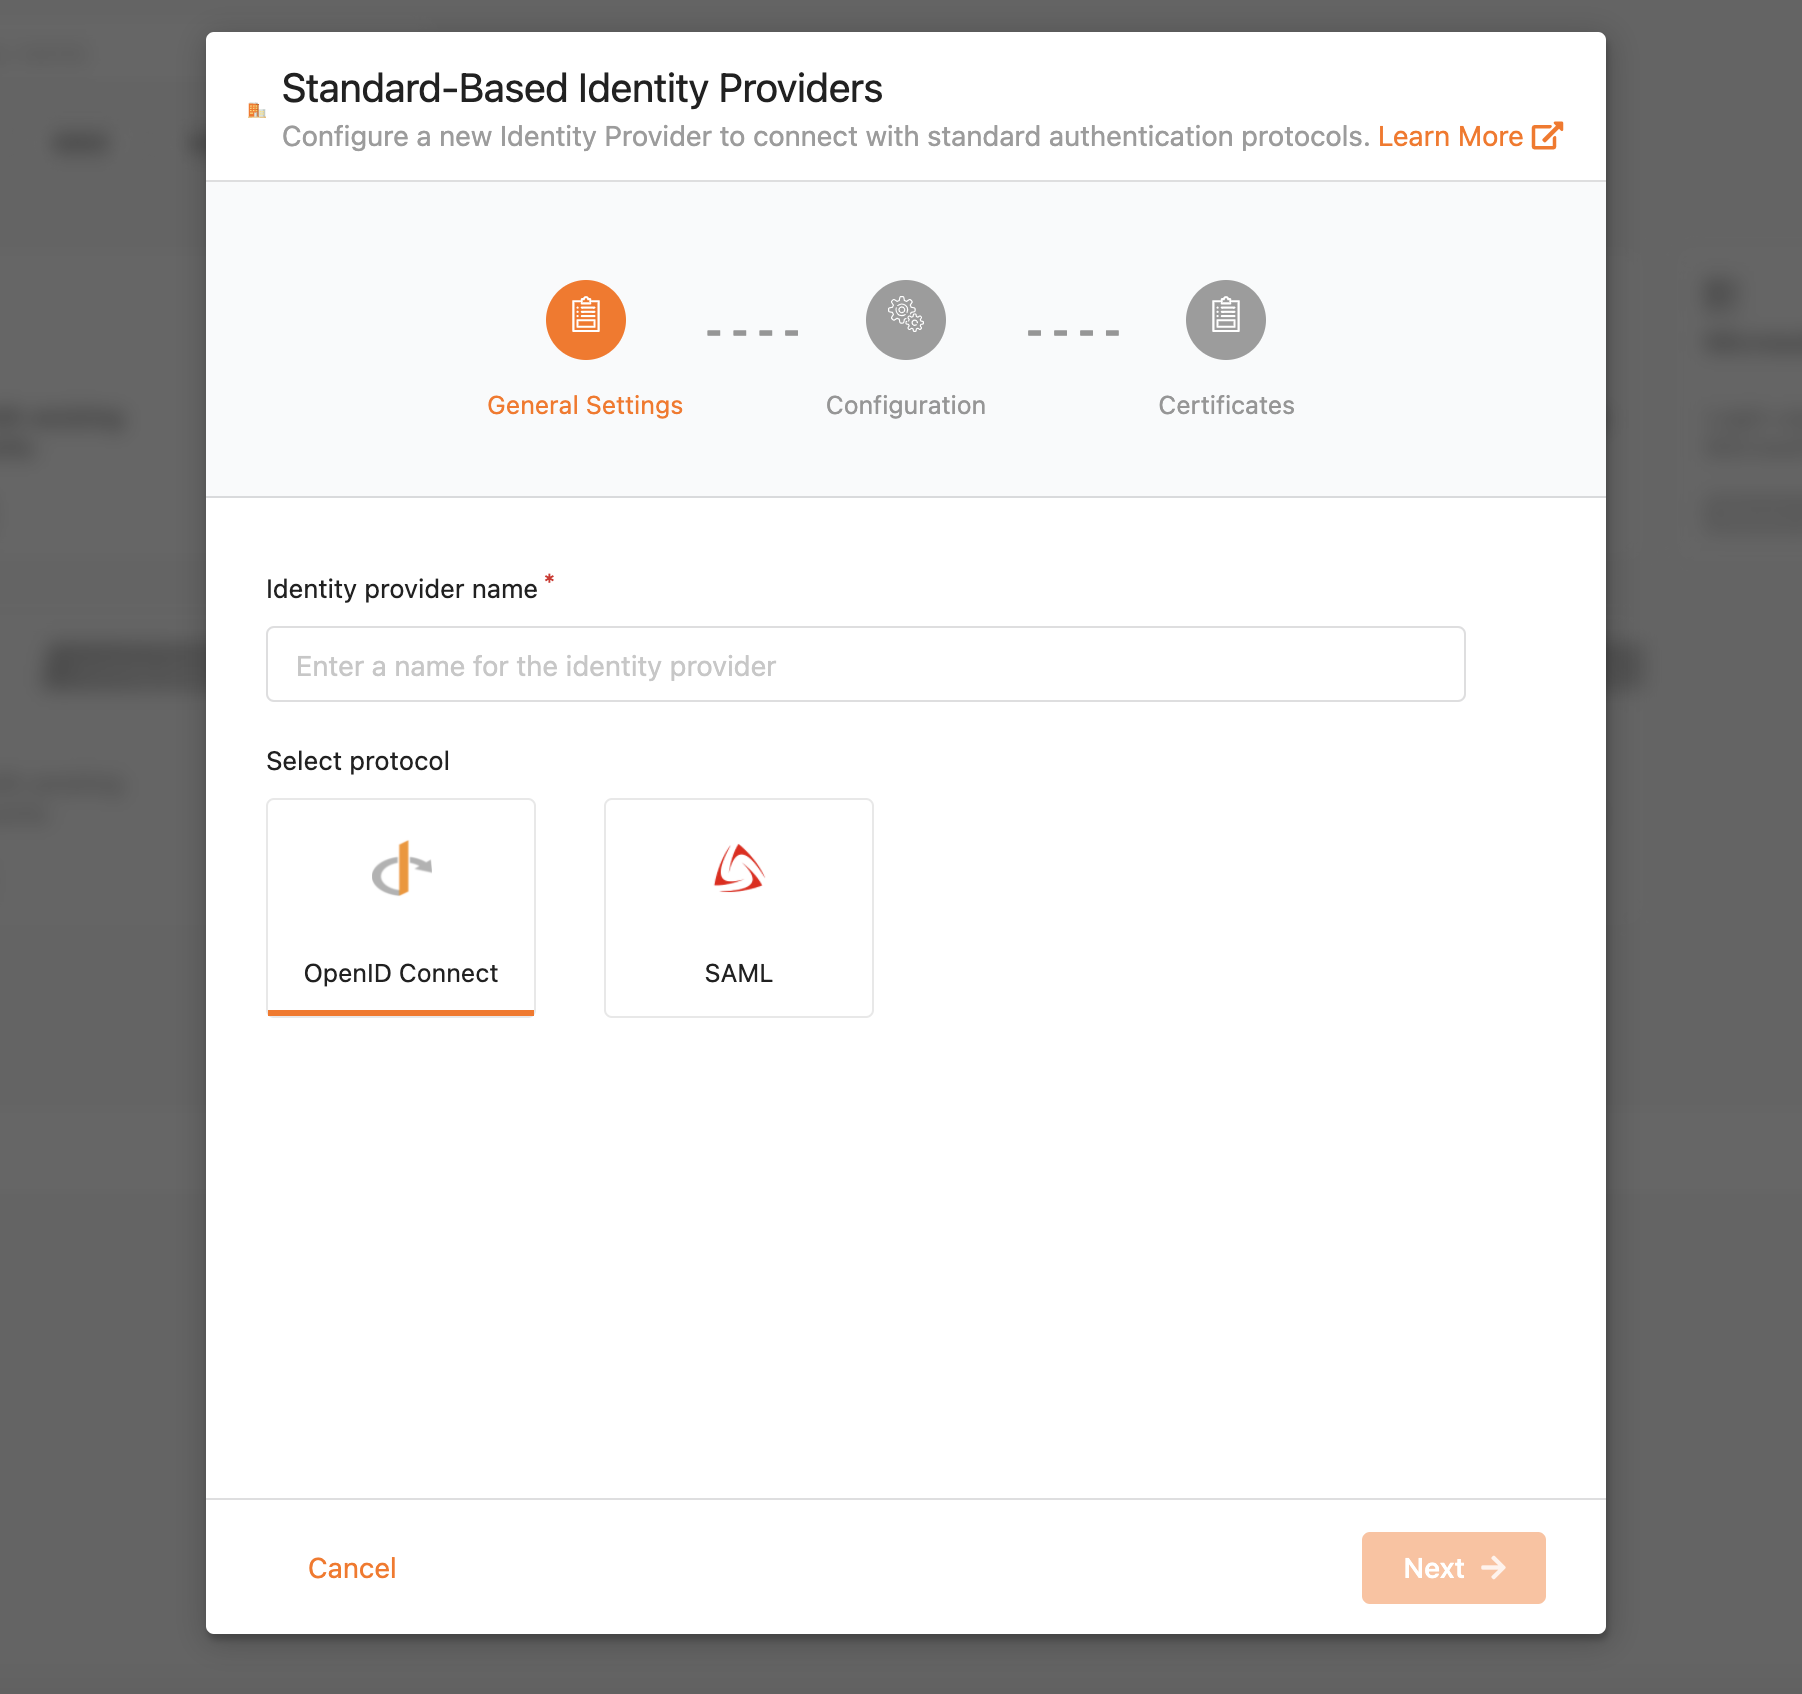 Standard-Based Identity Providers
Configure a new Identity Provider to connect with standard authentication protocols. Learn More
General Settings
Configuration
Certificates
Identity provider name *
Enter a name for the identity provider
Select protocol
OpenID Connect
SAML
Cancel
Next